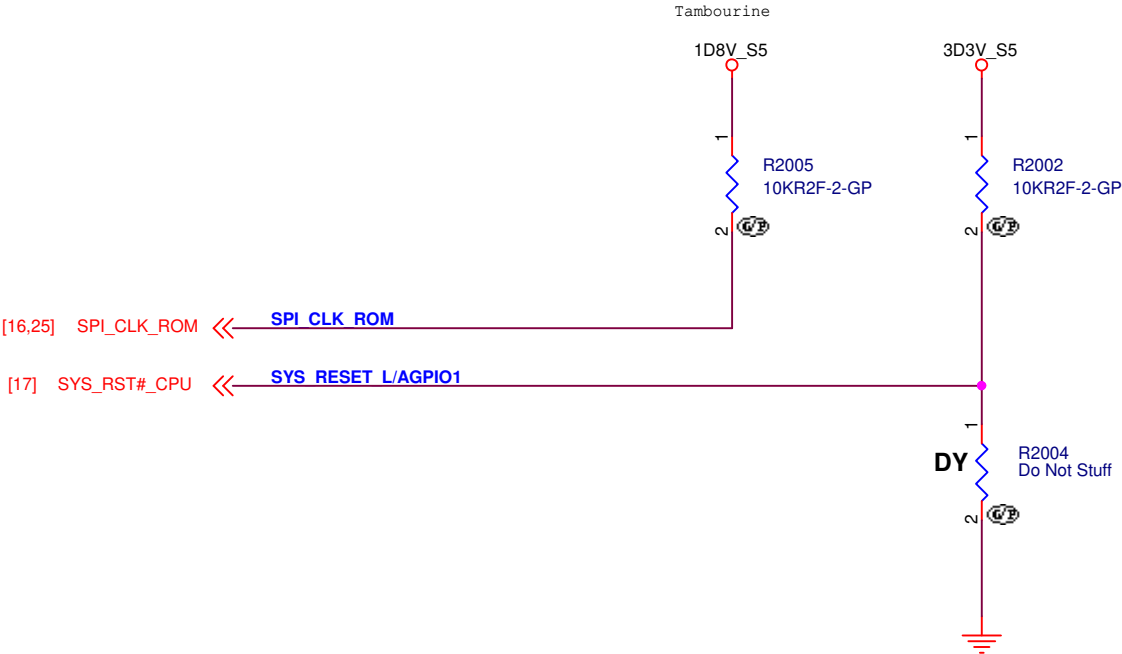 Tambourine
1D8V_S5 3D3V_S5
1 1
R2005 R2002
10KR2F-2-GP 10KR2F-2-GP
2 G/P 2 G/P
[16,25] SPI_CLK_ROM SPI_CLK_ROM
[17] SYS_RST#_CPU SYS_RESET_L/AGPIO1
1
DY R2004
Do Not Stuff
2 G/P